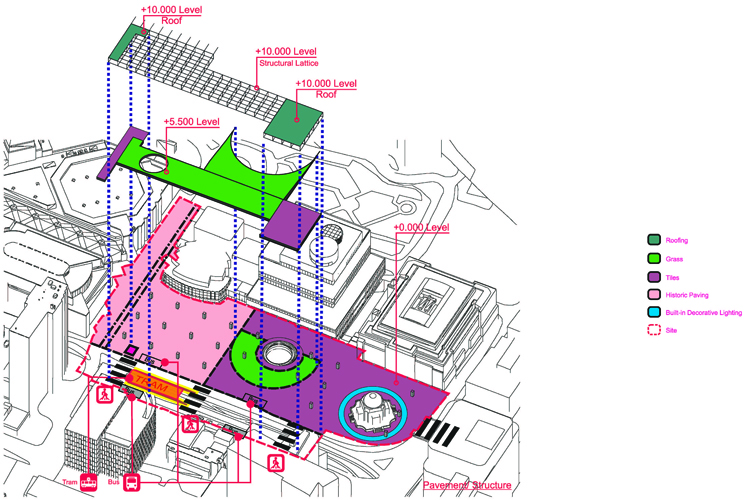 +10.000 Level
Roof
+10.000 Level
Structural Lattice
+10.000 Level
Roof
+5.500 Level
+0.000 Level
Roofing
Grass
Tiles
Historic Paving
Built-in Decorative Lighting
Site
TRAM
Tram
Bus
Pavement/ Structure